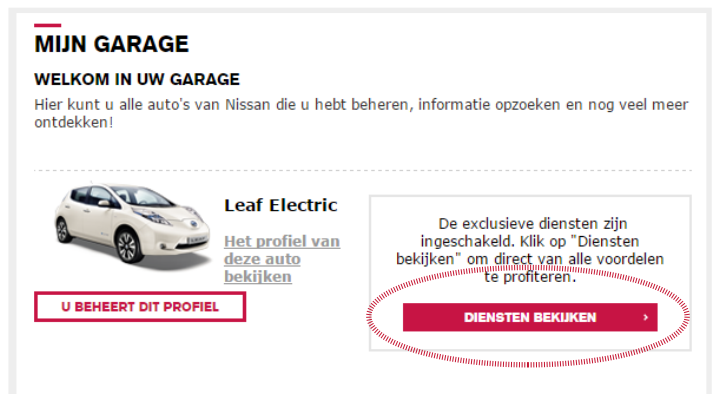 MIJN GARAGE
WELKOM IN UW GARAGE
Hier kunt u alle auto's van Nissan die u hebt beheren, informatie opzoeken en nog veel meer
ontdekken!
Leaf Electric
Het profiel van
deze auto
bekijken
U BEHEERT DIT PROFIEL
De exclusieve diensten zijn
ingeschakeld. Klik op "Diensten
bekijken" om direct van alle voordelen
te profiteren.
DIENSTEN BEKIJKEN ›